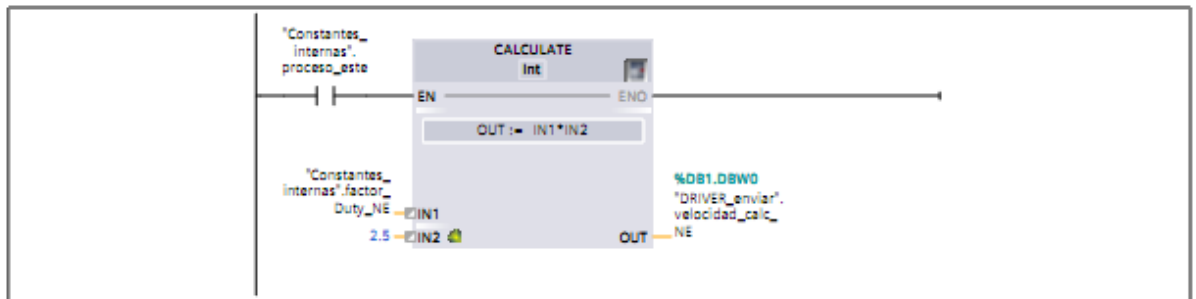 "Constantes_
internas".
proceso_este
CALCULATE
Int
EN
ENO
OUT := IN1*IN2
"Constantes_
internas".factor_
Duty_NE
IN1
2.5
IN2
%DB1.DBW0
"DRIVER_enviar".
velocidad_calc_
NE
OUT